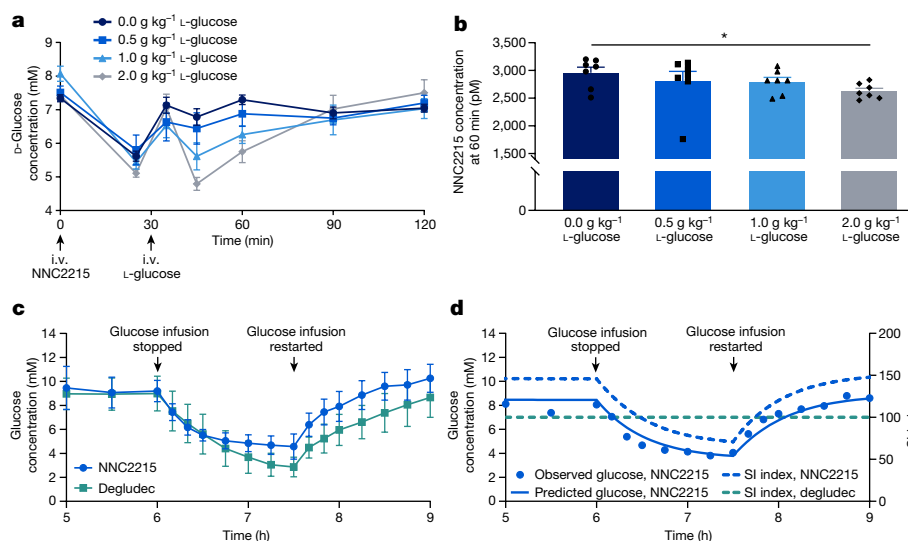 a
0.0 g kg⁻¹ L-glucose
0.5 g kg⁻¹ L-glucose
1.0 g kg⁻¹ L-glucose
2.0 g kg⁻¹ L-glucose
D-Glucose
concentration (mM)
9
8
7
6
5
4
0
30
60
90
120
Time (min)
i.v.
NNC2215
i.v.
L-glucose
b
*
NNC2215 concentration
at 60 min (pM)
3,500
3,000
2,500
2,000
1,500
0
0.0 g kg⁻¹
L-glucose
0.5 g kg⁻¹
L-glucose
1.0 g kg⁻¹
L-glucose
2.0 g kg⁻¹
L-glucose
c
Glucose infusion
stopped
Glucose infusion
restarted
Glucose
concentration (mM)
14
12
10
8
6
4
2
0
NNC2215
Degludec
5
6
7
8
9
Time (h)
d
Glucose infusion
stopped
Glucose infusion
restarted
Glucose
concentration (mM)
14
12
10
8
6
4
2
0
200
150
100
50
0
Observed glucose, NNC2215
Predicted glucose, NNC2215
SI index, NNC2215
SI index, degludec
5
6
7
8
9
Time (h)